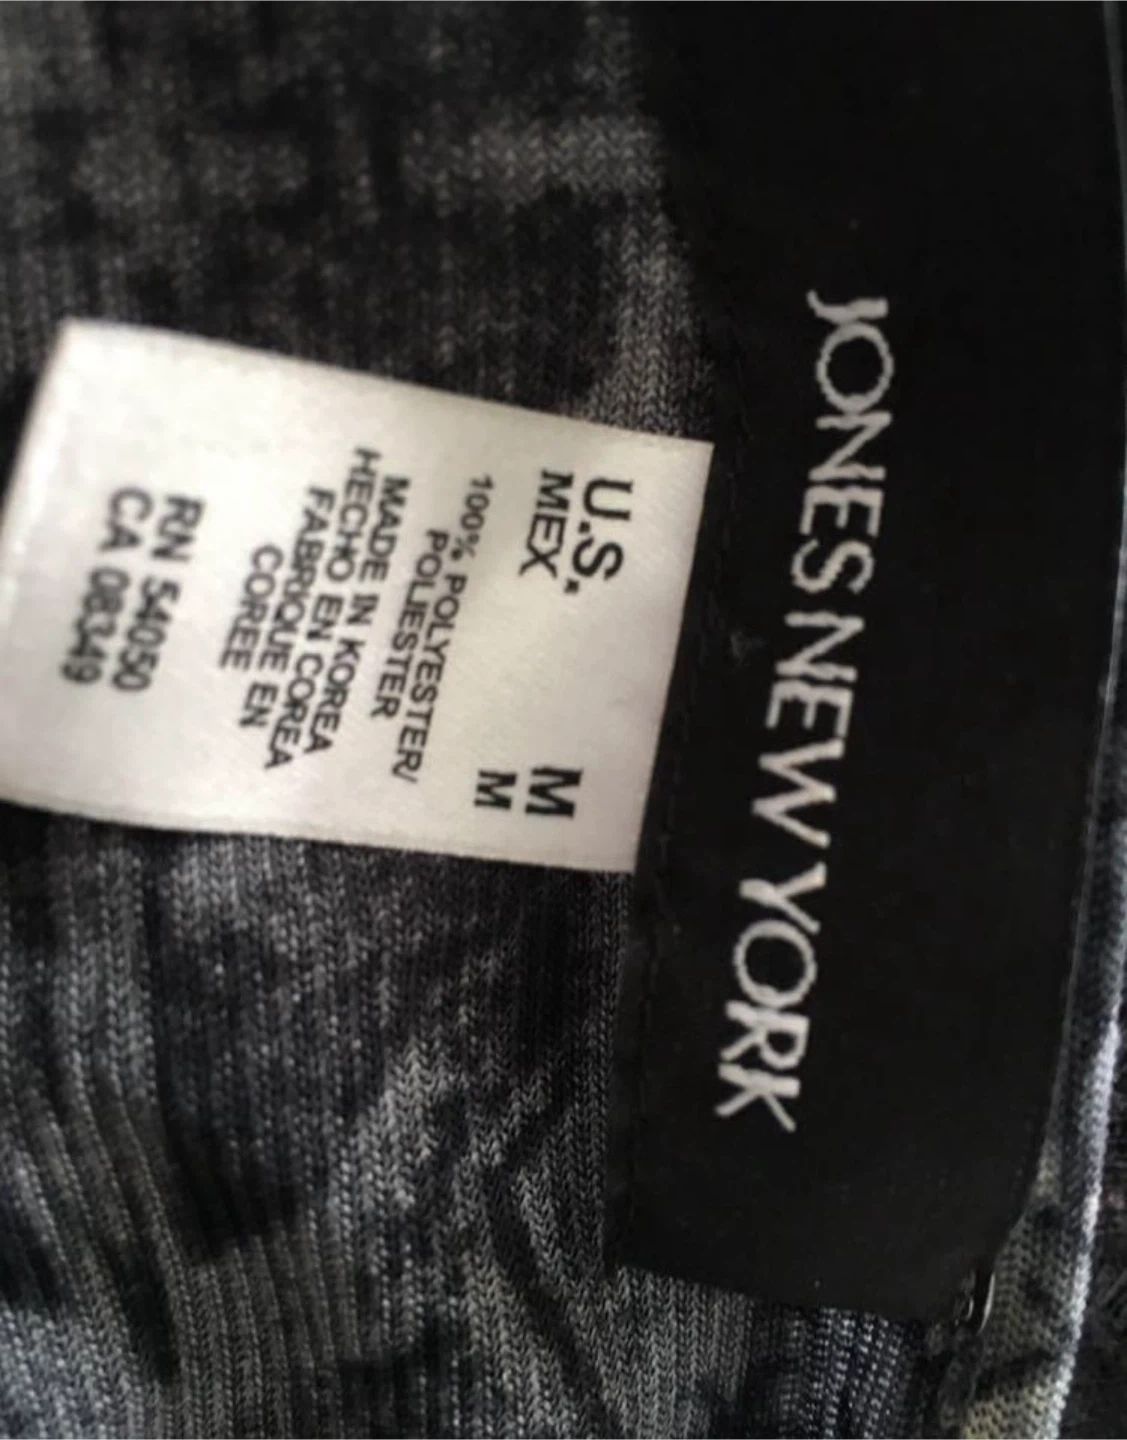 JONES NEW YORK
U.S. M
MEX M
100% POLYESTER/
POLIESTER
MADE IN KOREA
HECHO EN COREA
FABRIQUE EN
COREE
RN 54050
CA 08349